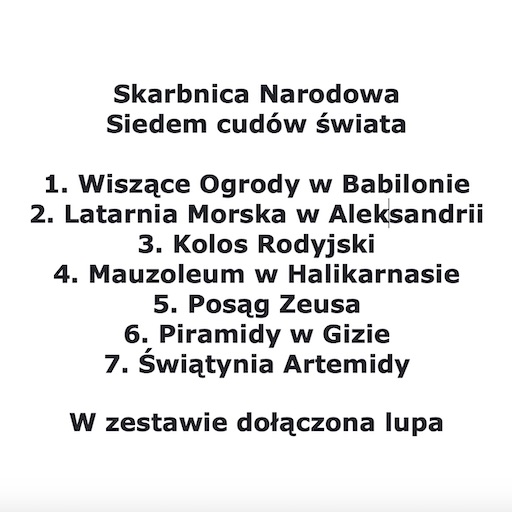 Skarbnica Narodowa
Siedem cudów świata
1. Wiszące Ogrody w Babilonie
2. Latarnia Morska w Aleksandrii
3. Kolos Rodyjski
4. Mauzoleum w Halikarnasie
5. Posąg Zeusa
6. Piramidy w Gizie
7. Świątynia Artemidy
W zestawie dołączona lupa